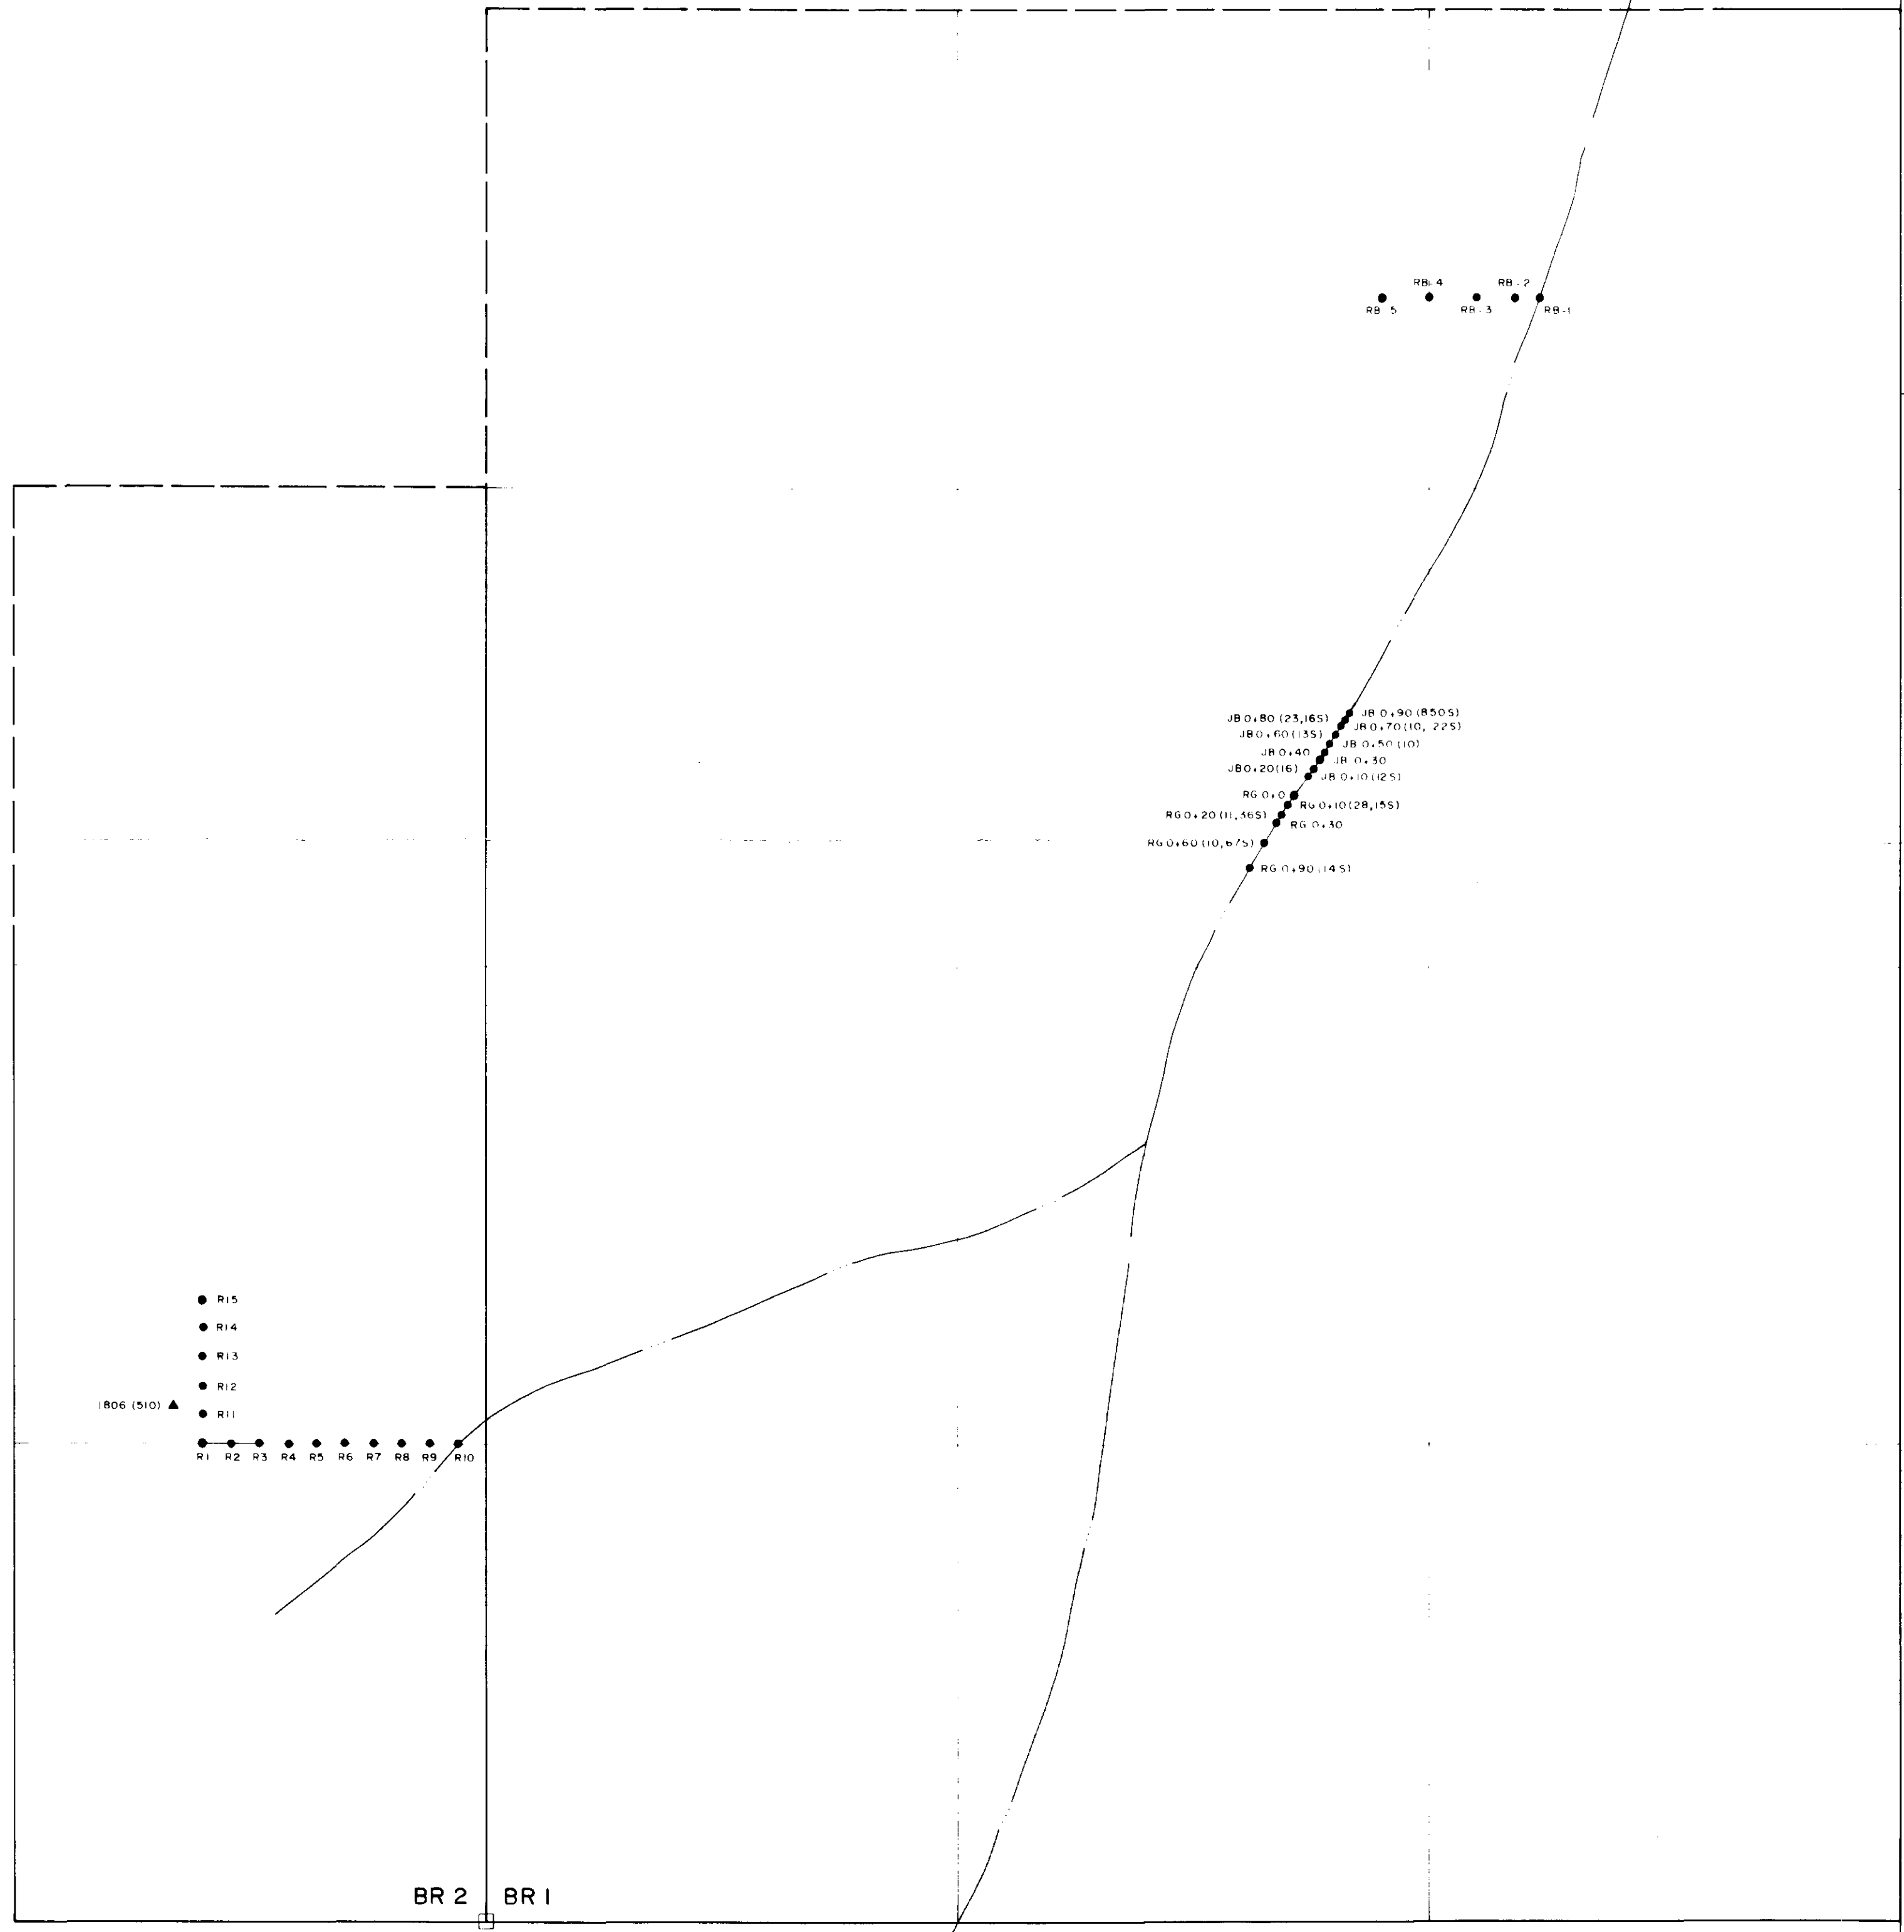 RB-4 RB-2
RB-5 RB-3 RB-1
JB 0+90 (850S)
JB 0+80 (23,16S)
JB 0+70 (10, 22S)
JB 0+60 (13S)
JB 0+50 (10)
JB 0+40
JB 0+30
JB 0+20 (16)
JB 0+10 (12S)
RG 0+0
RG 0+10 (28,15S)
RG 0+20 (11,36S)
RG 0+30
RG 0+60 (10,67S)
RG 0+90 (14S)
R15
R14
R13
R12
1806 (510)
R11
R1 R2 R3 R4 R5 R6 R7 R8 R9 R10
BR 2 BR 1